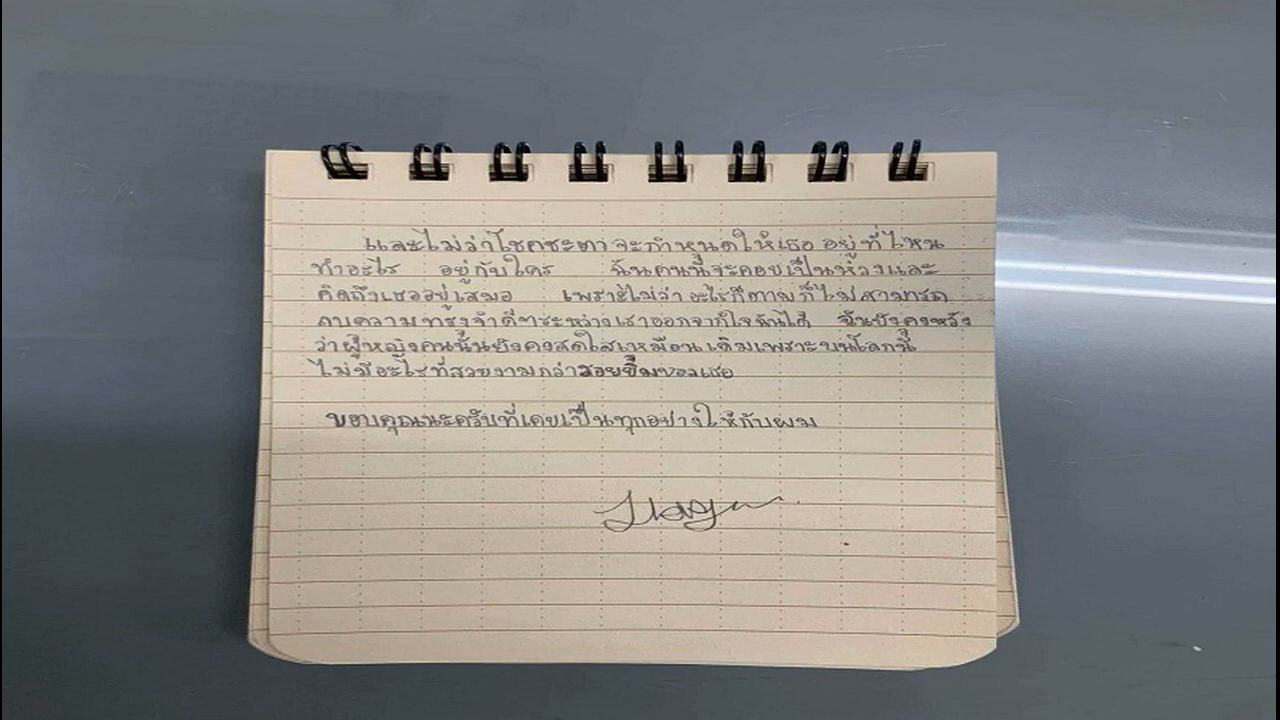 และไม่ว่าโชคชะตาจะกำหนดให้เธอ อยู่ที่ไหน
ทำอะไร อยู่กับใคร ฉันคนนี้จะคอยเป็นห่วงและ
คิดถึงเธออยู่เสมอ เพราะไม่ว่า อะไรก็ตามก็ไม่สามารถ
ลบความทรงจำดีๆระหว่างเราออกจากใจฉันได้ ฉันยังคงหวัง
ว่าผู้หญิงคนนั้นยังคงสดใสเหมือนเดิมเพราะบนโลกนี้
ไม่มีอะไรที่สวยงามกว่ารอยยิ้มของเธอ
ขอบคุณนะครับที่เคยเป็นทุกอย่างให้กับผม